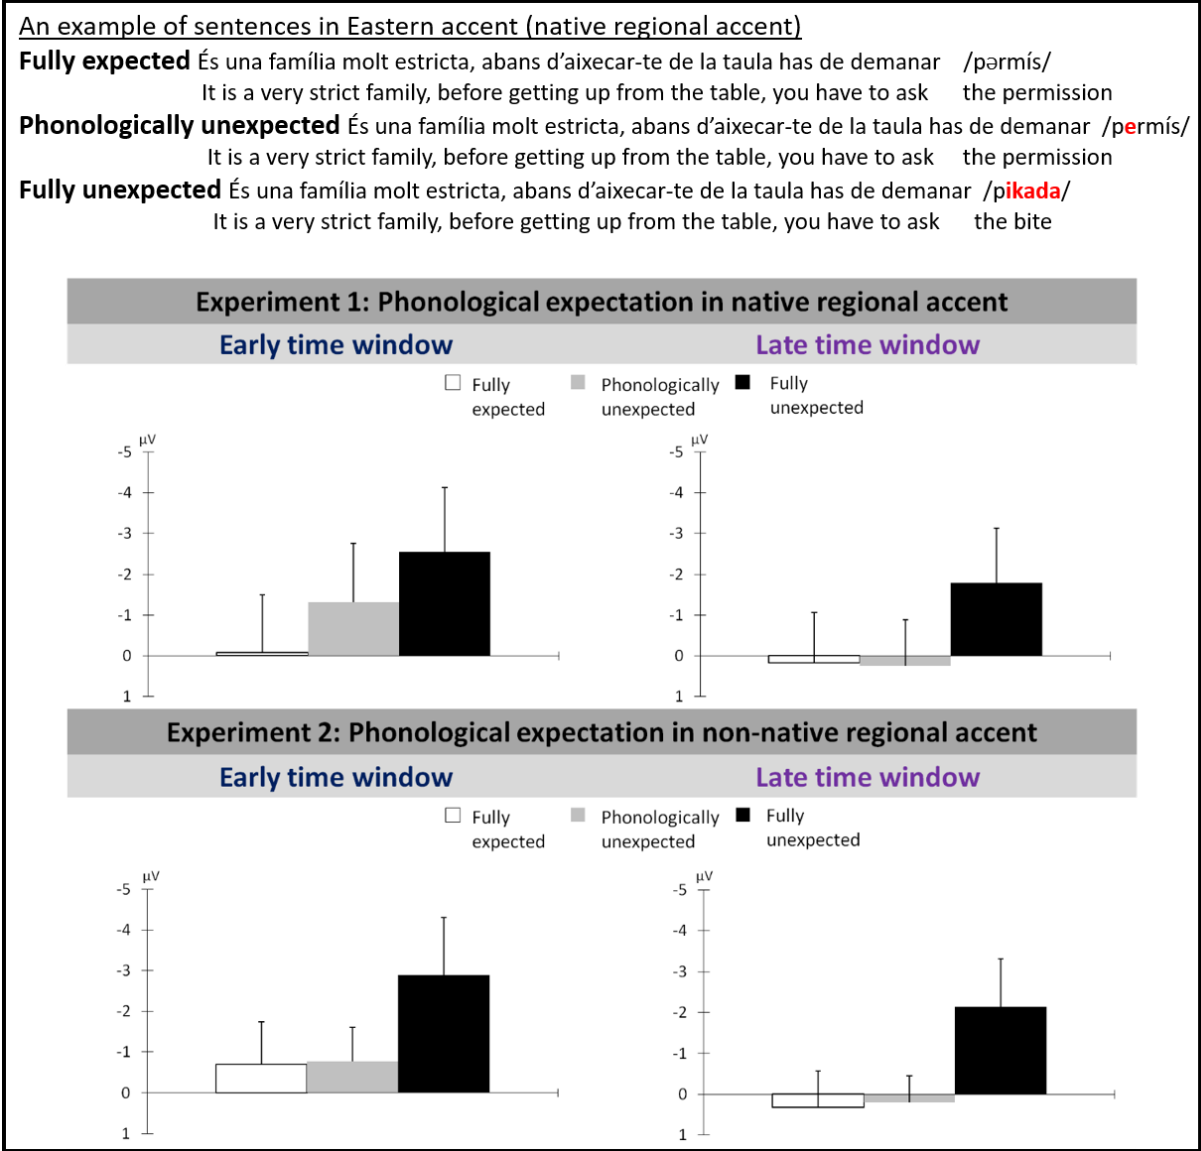 An example of sentences in Eastern accent (native regional accent)
Fully expected És una família molt estricta, abans d’aixecar-te de la taula has de demanar /pərmís/
It is a very strict family, before getting up from the table, you have to ask the permission
Phonologically unexpected És una família molt estricta, abans d’aixecar-te de la taula has de demanar /permís/
It is a very strict family, before getting up from the table, you have to ask the permission
Fully unexpected És una família molt estricta, abans d’aixecar-te de la taula has de demanar /pikada/
It is a very strict family, before getting up from the table, you have to ask the bite
Experiment 1: Phonological expectation in native regional accent
Early time window
Late time window
Fully expected
Phonologically unexpected
Fully unexpected
µV
-5
-4
-3
-2
-1
0
1
µV
-5
-4
-3
-2
-1
0
1
Experiment 2: Phonological expectation in non-native regional accent
Early time window
Late time window
Fully expected
Phonologically unexpected
Fully unexpected
µV
-5
-4
-3
-2
-1
0
1
µV
-5
-4
-3
-2
-1
0
1